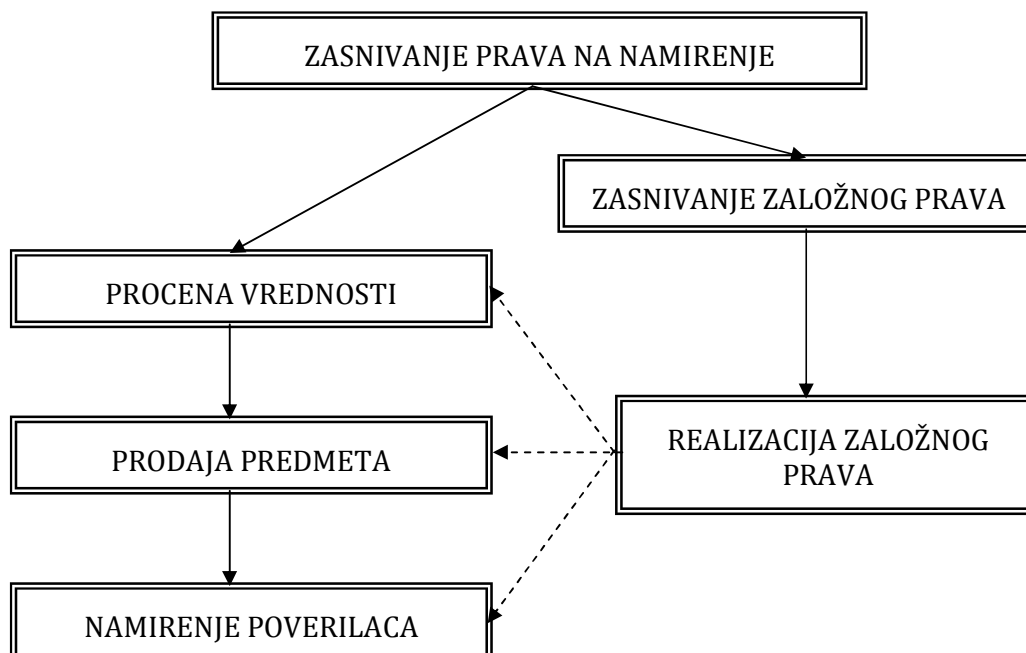 ZASNIVANJE PRAVA NA NAMIRENJE
ZASNIVANJE ZALOŽNOG PRAVA
PROCENA VREDNOSTI
PRODAJA PREDMETA
REALIZACIJA ZALOŽNOG
PRAVA
NAMIRENJE POVERILACA